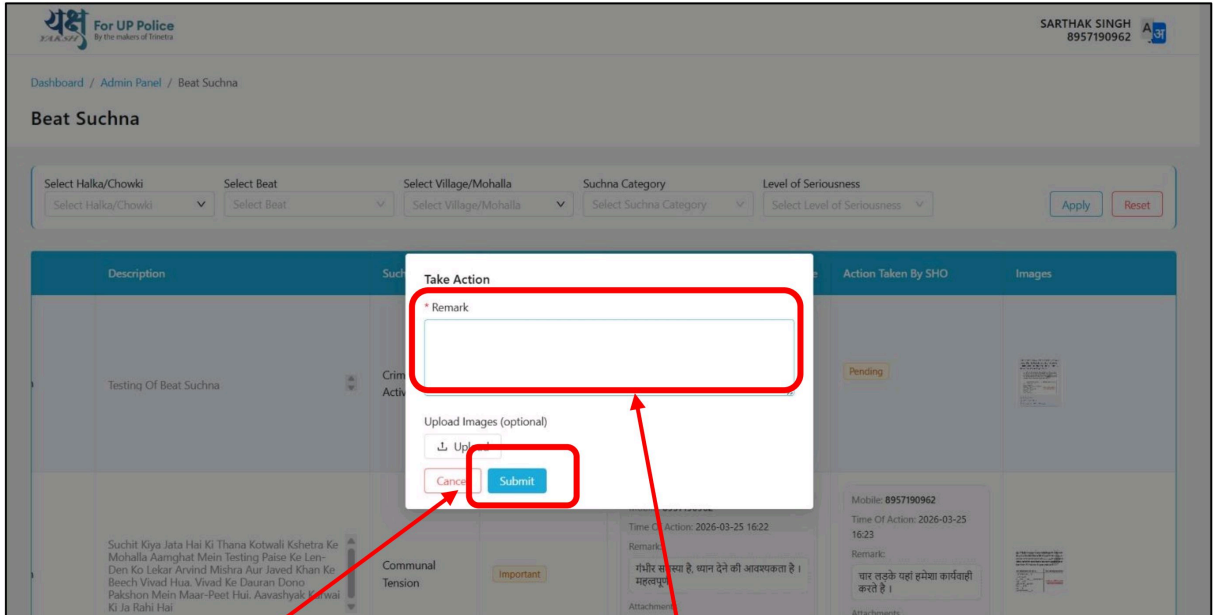 यक्ष
YAKSH
For UP Police
By the makers of Trinetra
SARTHAK SINGH
8957190962
A अ
Dashboard / Admin Panel / Beat Suchna
Beat Suchna
Select Halka/Chowki
Select Beat
Select Village/Mohalla
Suchna Category
Level of Seriousness
Select Halka/Chowki
Select Beat
Select Village/Mohalla
Select Suchna Category
Select Level of Seriousness
Apply
Reset
Description
Action Taken By SHO
Images
Take Action
* Remark
Upload Images (optional)
Cancel
Submit
Testing Of Beat Suchna
Pending
Suchit Kiya Jata Hai Ki Thana Kotwali Kshetra Ke
Mohalla Aamghat Mein Testing Paise Ke Len-
Den Ko Lekar Arvind Mishra Aur Javed Khan Ke
Beech Vivad Hua. Vivad Ke Dauran Dono
Pakshon Mein Maar-Peet Hui. Aavashyak
Ki Ja Rahi Hai
Communal
Tension
Important
Time Of Action: 2026-03-25 16:22
Remark:
गंभीर समस्या है, ध्यान देने की आवश्यकता है ।
महत्वपूर्ण
Attachment
Mobile: 8957190962
Time Of Action: 2026-03-25
16:23
Remark:
चार लड़के यहां हमेशा कार्यवाही
करते है ।
Attachments